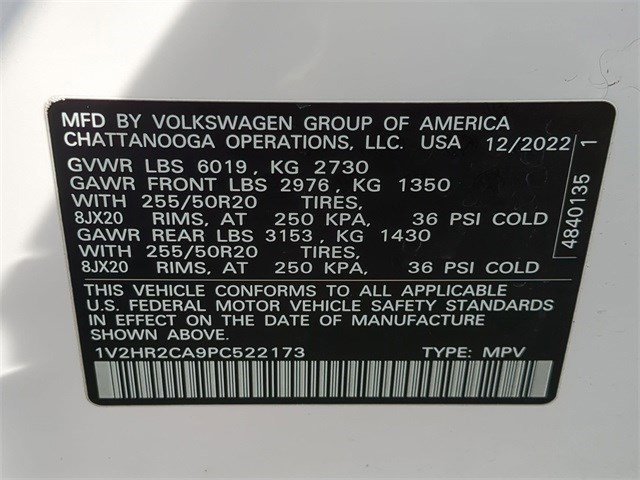 MFD BY VOLKSWAGEN GROUP OF AMERICA
CHATTANOOGA OPERATIONS, LLC. USA 12/2022
GVWR LBS 6019, KG 2730
GAWR FRONT LBS 2976, KG 1350
WITH 255/50R20 TIRES,
8JX20 RIMS, AT 250 KPA, 36 PSI COLD
GAWR REAR LBS 3153, KG 1430
WITH 255/50R20 TIRES,
8JX20 RIMS, AT 250 KPA, 36 PSI COLD
THIS VEHICLE CONFORMS TO ALL APPLICABLE
U.S. FEDERAL MOTOR VEHICLE SAFETY STANDARDS
IN EFFECT ON THE DATE OF MANUFACTURE
SHOWN ABOVE.
1V2HR2CA9PC522173 TYPE: MPV
4840135 1